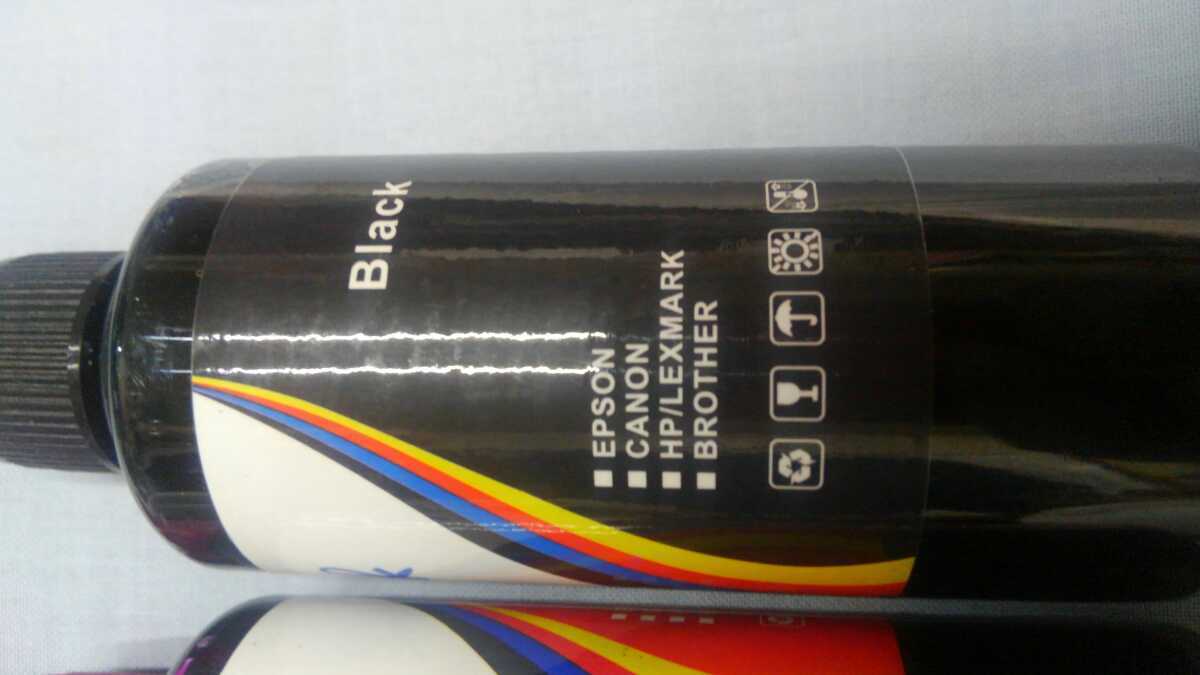 Black
EPSON
CANON
HP/LEXMARK
BROTHER